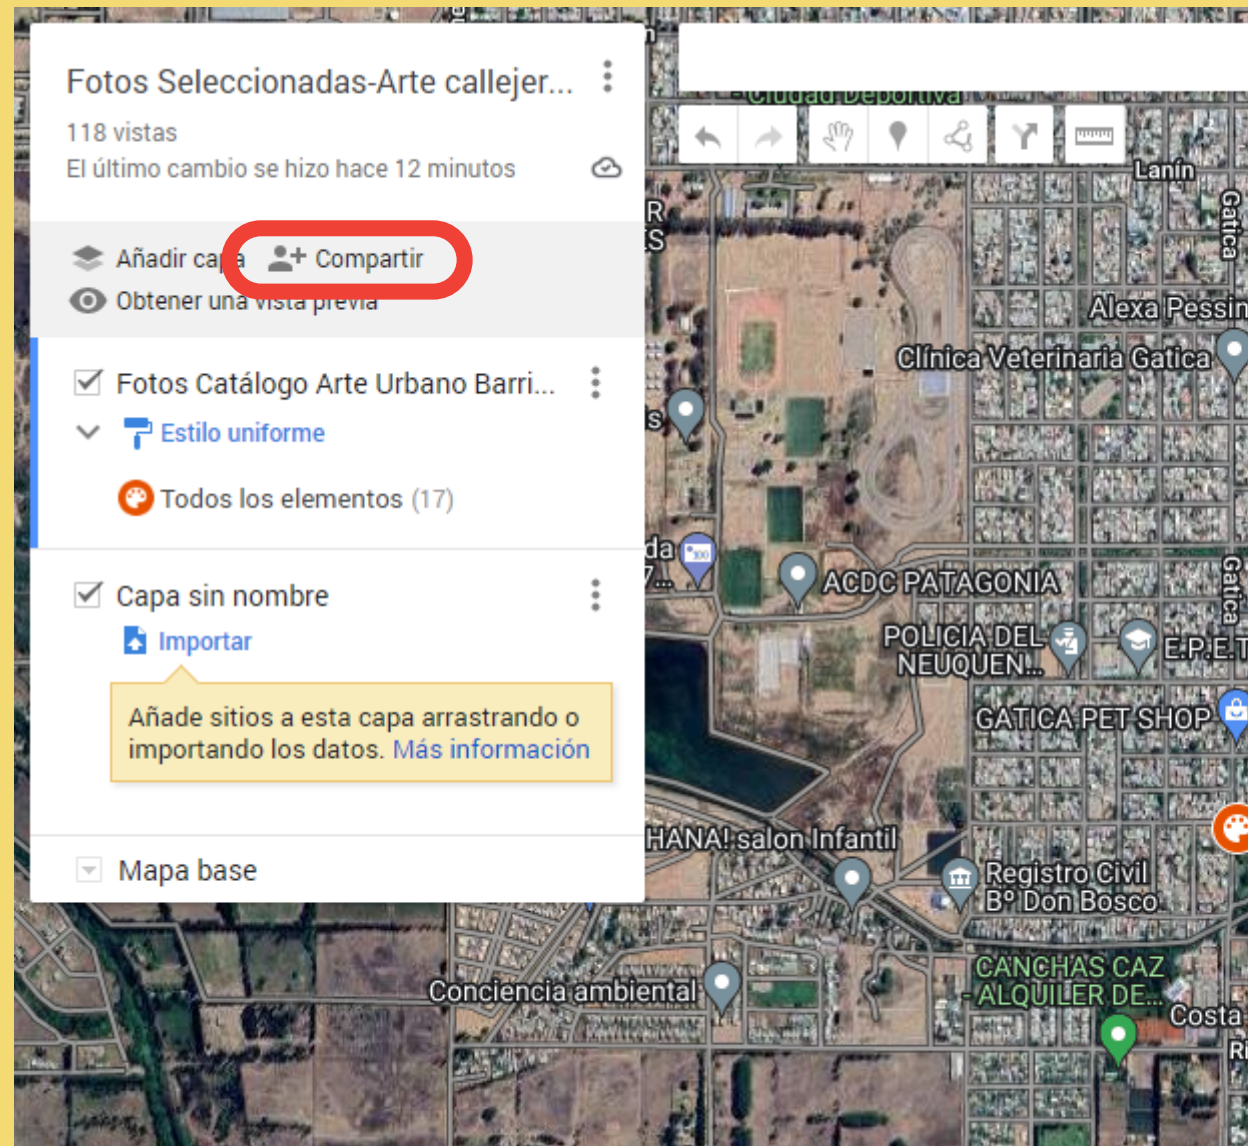 Fotos Seleccionadas-Arte callejer...
118 vistas
El último cambio se hizo hace 12 minutos
Añadir capa
Compartir
Obtener una vista previa
Fotos Catálogo Arte Urbano Barri...
Estilo uniforme
Todos los elementos (17)
Capa sin nombre
Importar
Añade sitios a esta capa arrastrando o
importando los datos. Más información
Mapa base
- Ciudad Deportiva
Lanín
Gatica
Alexa Pessin
Clínica Veterinaria Gatica
ACDC PATAGONIA
POLICIA DEL
NEUQUEN...
Gatica
E.P.E.T
GATICA PET SHOP
HANA! salon Infantil
Registro Civil
Bº Don Bosco
Conciencia ambiental
CANCHAS CAZ
- ALQUILER DE...
Costa